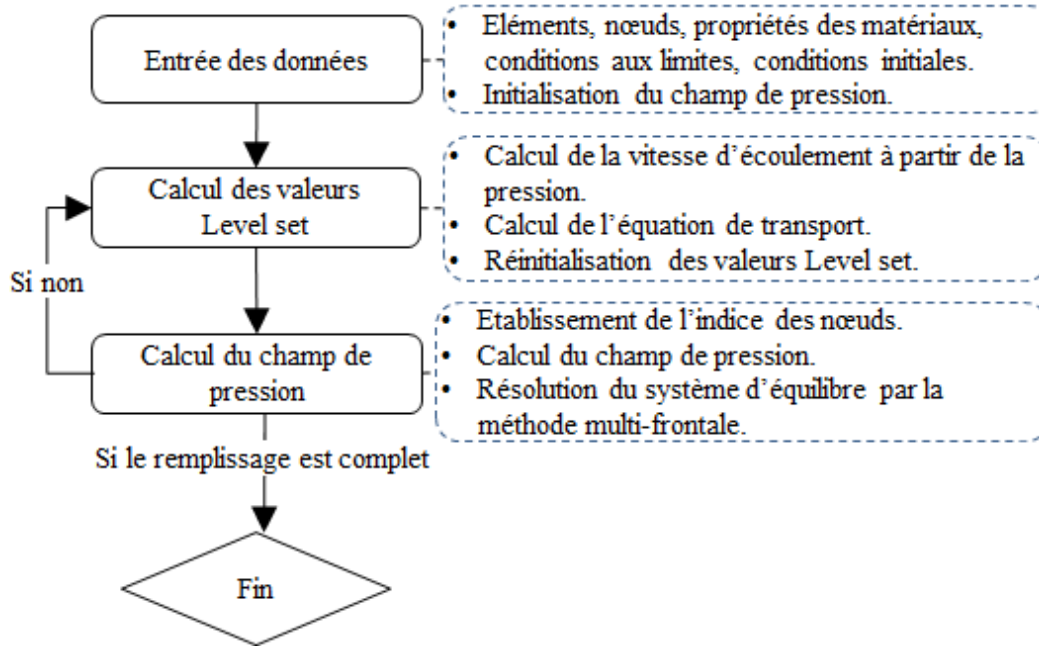 Entrée des données
• Eléments, nœuds, propriétés des matériaux,
conditions aux limites, conditions initiales.
• Initialisation du champ de pression.
Calcul des valeurs
Level set
• Calcul de la vitesse d’écoulement à partir de la
pression.
• Calcul de l’équation de transport.
• Réinitialisation des valeurs Level set.
Si non
Calcul du champ de
pression
• Etablissement de l’indice des nœuds.
• Calcul du champ de pression.
• Résolution du système d’équilibre par la
méthode multi-frontale.
Si le remplissage est complet
Fin